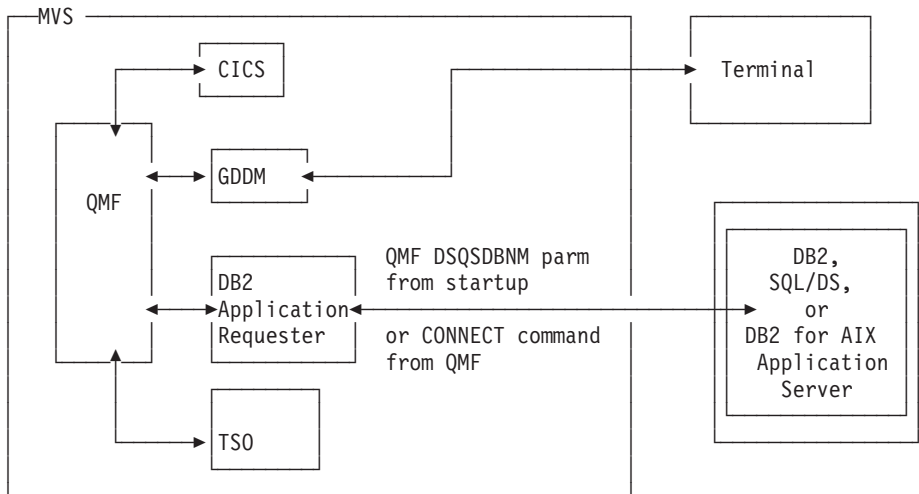 MVS
CICS
Terminal
QMF
GDDM
DB2
Application
Requester
QMF DSQSDBNM parm
from startup
or CONNECT command
from QMF
DB2,
SQL/DS,
or
DB2 for AIX
Application
Server
TSO